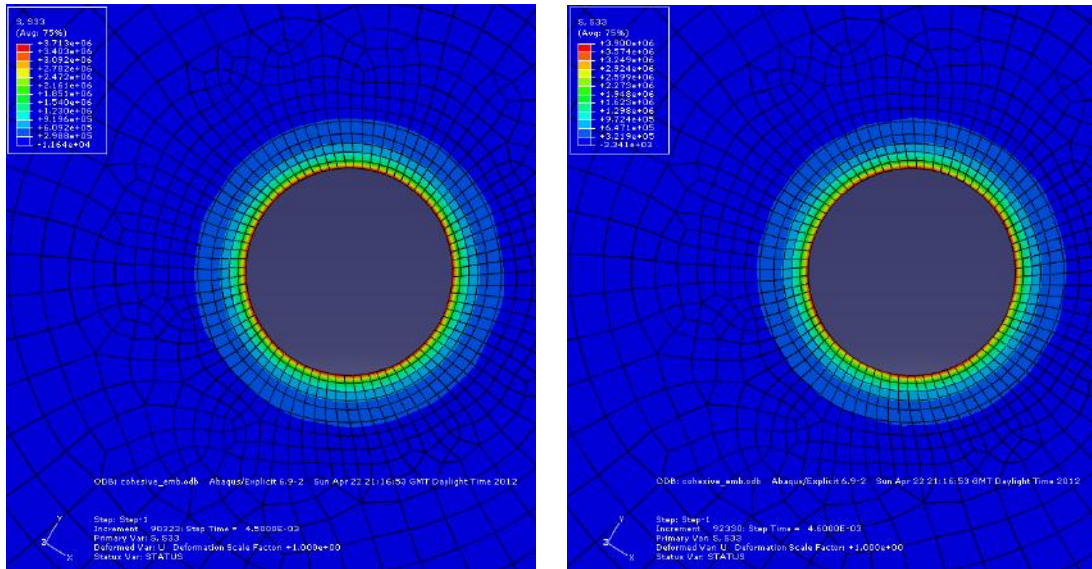 S, S33
(Avg: 75%)
+3.713e+06
+3.403e+06
+3.092e+06
+2.782e+06
+2.472e+06
+2.161e+06
+1.851e+06
+1.540e+06
+1.230e+06
+9.196e+05
+6.092e+05
+2.988e+05
-1.164e+04
ODB: cohesive_emb.odb Abaqus/Explicit 6.9-2 Sun Apr 22 21:16:53 GMT Daylight Time 2012
Y
Z
X
Step: Step-1
Increment 90323: Step Time = 4.5000E-03
Primary Var: S, S33
Deformed Var: U Deformation Scale Factor: +1.000e+00
Status Var: STATUS
S, S33
(Avg: 75%)
+3.900e+06
+3.574e+06
+3.249e+06
+2.924e+06
+2.599e+06
+2.273e+06
+1.948e+06
+1.623e+06
+1.298e+06
+9.724e+05
+6.471e+05
+3.219e+05
-3.341e+03
ODB: cohesive_emb.odb Abaqus/Explicit 6.9-2 Sun Apr 22 21:16:53 GMT Daylight Time 2012
Y
Z
X
Step: Step-1
Increment 92330: Step Time = 4.6000E-03
Primary Var: S, S33
Deformed Var: U Deformation Scale Factor: +1.000e+00
Status Var: STATUS